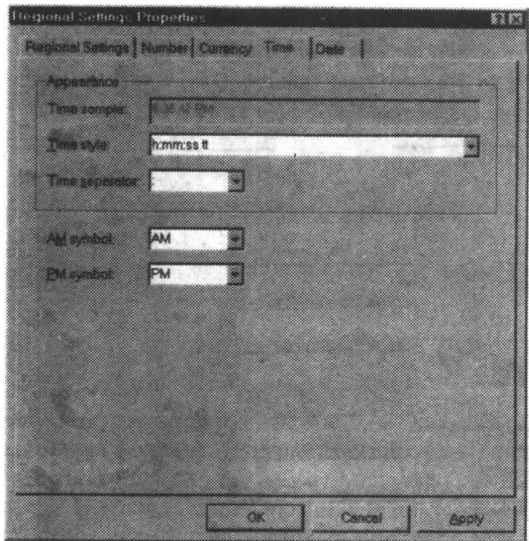 Regional Settings Properties
Regional Settings Number Currency Time Date
Appearance
Time sample: PM
Time style: h:mm:ss tt
Time separator: :
AM symbol: AM
PM symbol: PM
OK Cancel Apply